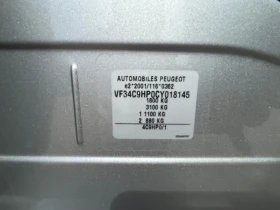 AUTOMOBILES PEUGEOT
e2*2001/116*0362
VF34C9HP0CY018145
1800 KG
3100 KG
1 1100 KG
2 880 KG
4C9HP0/1